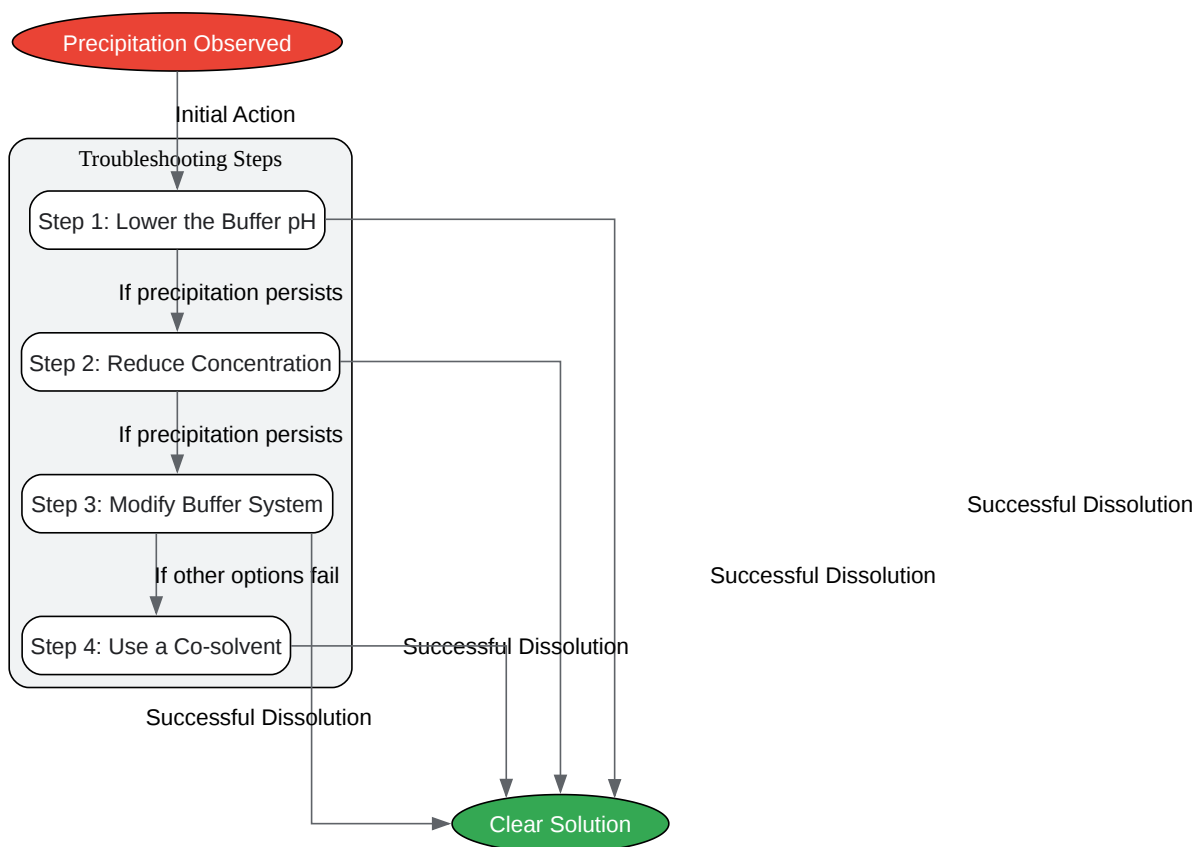 Precipitation Observed
Initial Action
Troubleshooting Steps
Step 1: Lower the Buffer pH
If precipitation persists
Step 2: Reduce Concentration
If precipitation persists
Step 3: Modify Buffer System
Successful Dissolution
If other options fail
Successful Dissolution
Step 4: Use a Co-solvent
Successful Dissolution
Successful Dissolution
Clear Solution